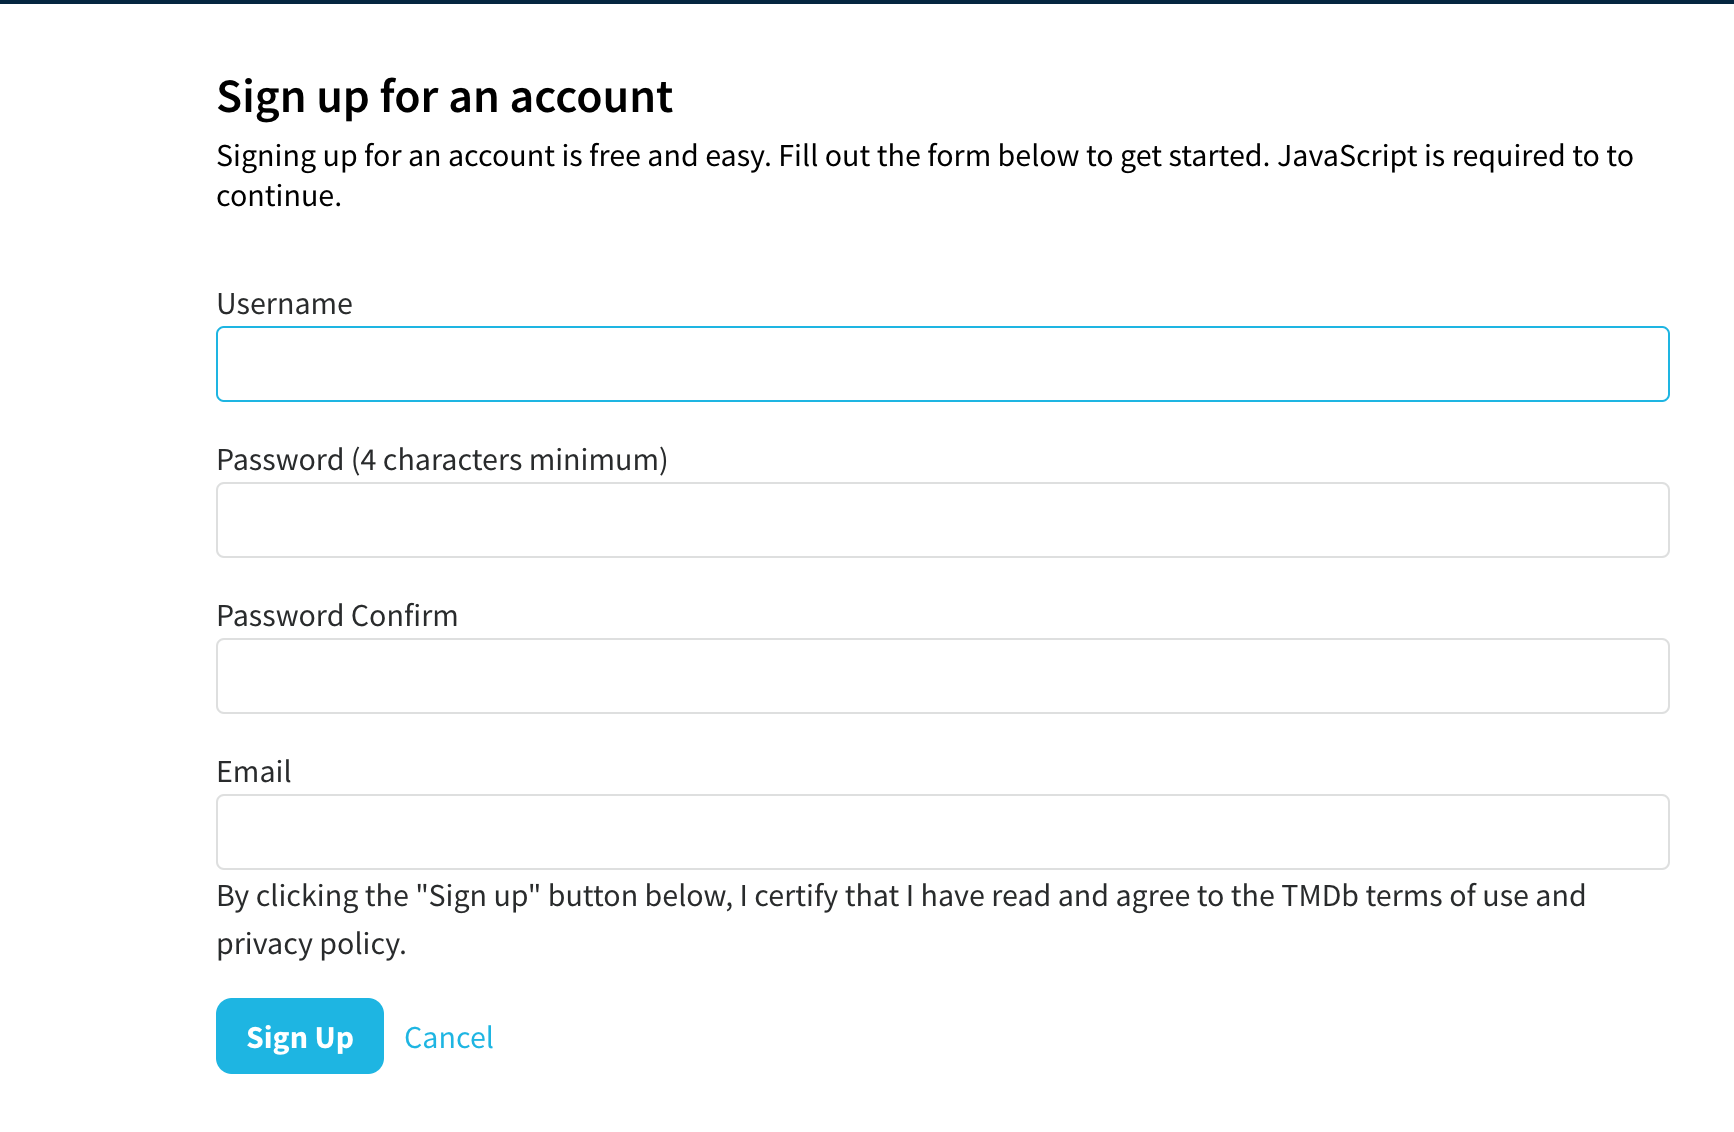 Sign up for an account
Signing up for an account is free and easy. Fill out the form below to get started. JavaScript is required to to
continue.
Username
Password (4 characters minimum)
Password Confirm
Email
By clicking the "Sign up" button below, I certify that I have read and agree to the TMDb terms of use and
privacy policy.
Sign Up Cancel